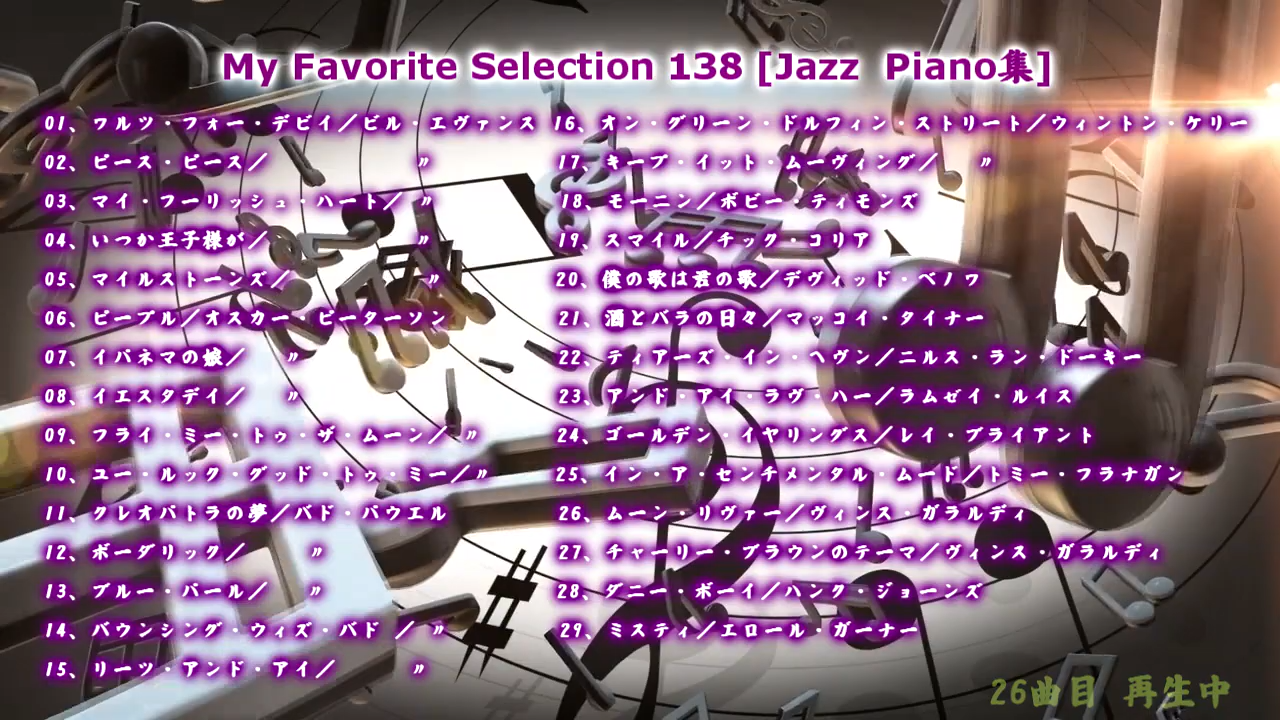 My Favorite Selection 138 [Jazz Piano集]
01、ワルツ・フォー・デビイ／ビル・エヴァンス
02、ピース・ピース／ 〃
03、マイ・フーリッシュ・ハート／ 〃
04、いつか王子様が／ 〃
05、マイルストーンズ／ 〃
06、ピープル／オスカー・ピーターソン
07、イパネマの娘／ 〃
08、イエスタデイ／ 〃
09、フライ・ミー・トゥ・ザ・ムーン／ 〃
10、ユー・ルック・グッド・トゥ・ミー／〃
11、クレオパトラの夢／バド・パウエル
12、ボーダリック／ 〃
13、ブルー・パール／ 〃
14、バウンシング・ウィズ・バド ／ 〃
15、リーツ・アンド・アイ／ 〃
16、オン・グリーン・ドルフィン・ストリート／ウィントン・ケリー
17、キープ・イット・ムーヴィング／ 〃
18、モーニン／ボビー・ティモンズ
19、スマイル／チック・コリア
20、僕の歌は君の歌／デヴィッド・ベノワ
21、酒とバラの日々／マッコイ・タイナー
22、ティアーズ・イン・ヘヴン／ニルス・ラン・ドーキー
23、アンド・アイ・ラヴ・ハー／ラムゼイ・ルイス
24、ゴールデン・イヤリングス／レイ・ブライアント
25、イン・ア・センチメンタル・ムード／トミー・フラナガン
26、ムーン・リヴァー／ヴィンス・ガラルディ
27、チャーリー・ブラウンのテーマ／ヴィンス・ガラルディ
28、ダニー・ボーイ／ハンク・ジョーンズ
29、ミスティ／エロール・ガーナー
26曲目 再生中